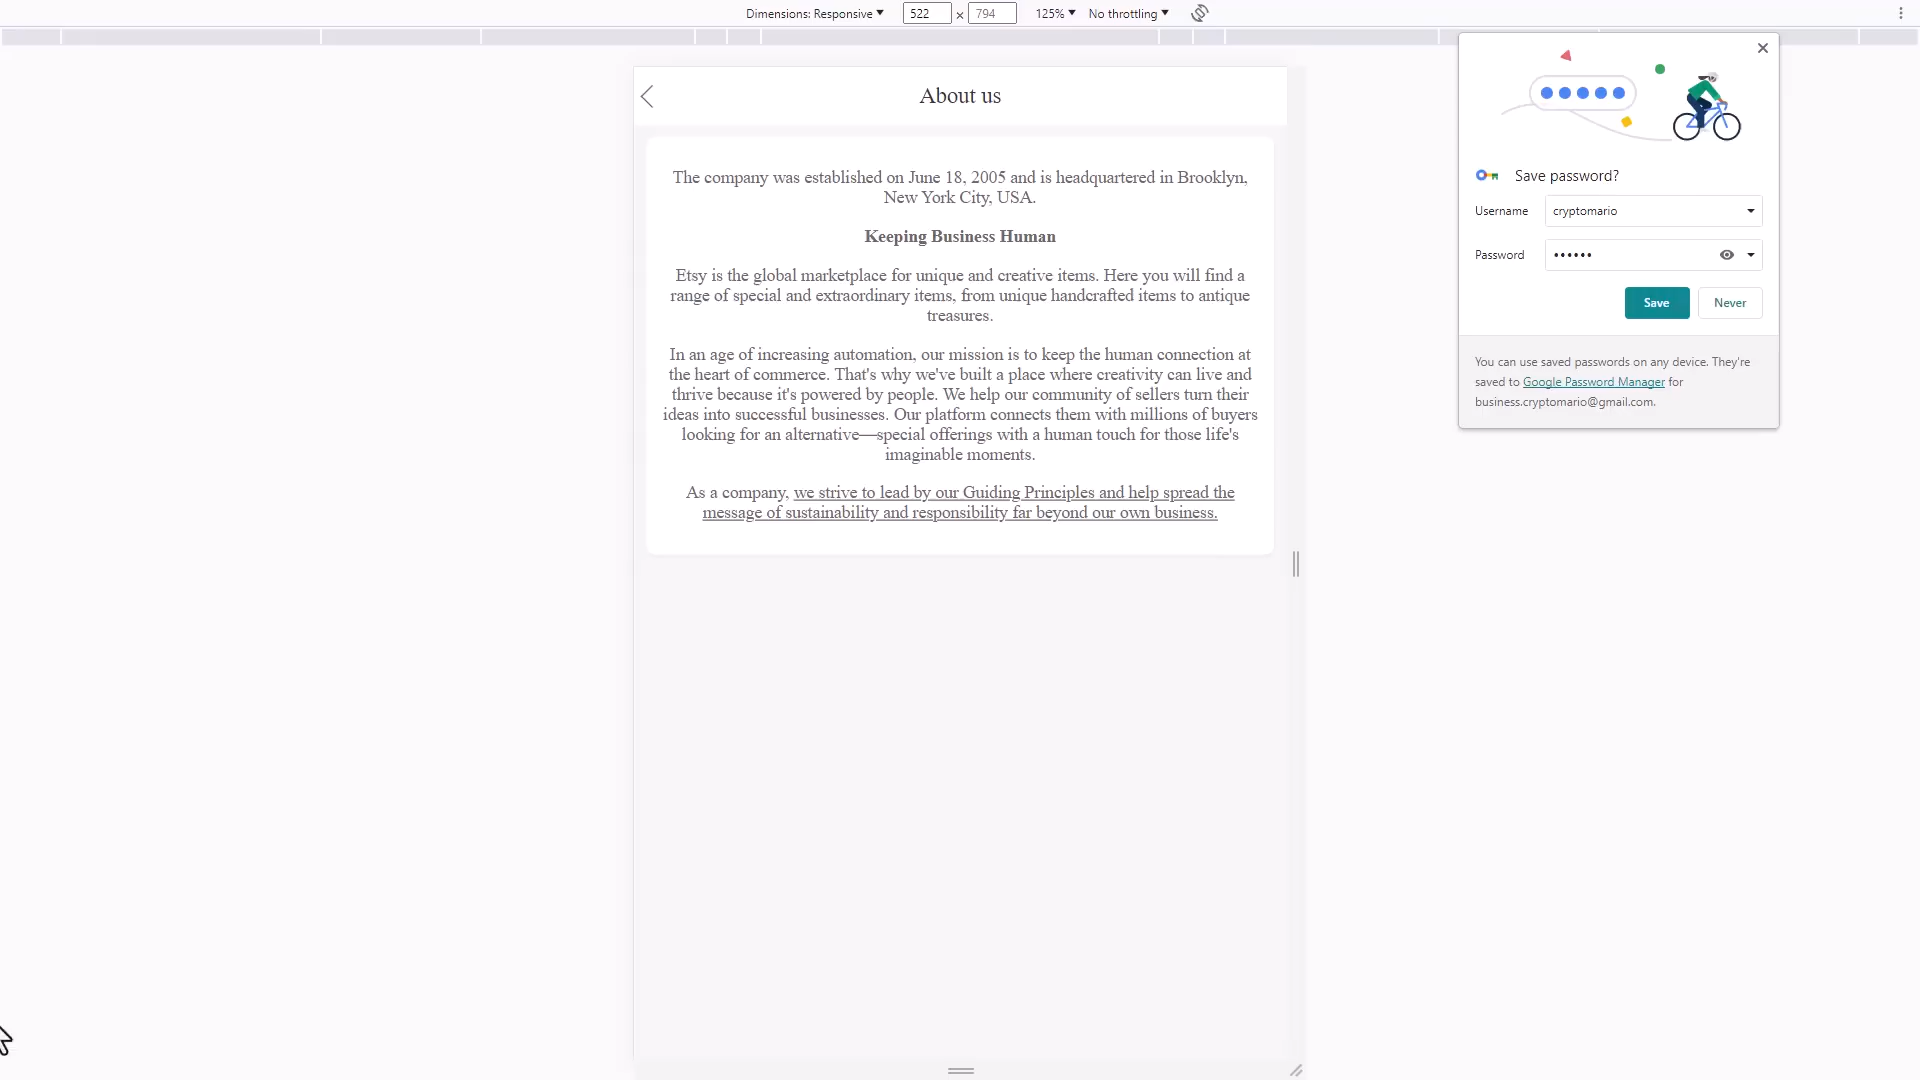 Dimensions: Responsive 522 x 794 125% No throttling
About us
The company was established on June 18, 2005 and is headquartered in Brooklyn,
New York City, USA.
Keeping Business Human
Etsy is the global marketplace for unique and creative items. Here you will find a
range of special and extraordinary items, from unique handcrafted items to antique
treasures.
In an age of increasing automation, our mission is to keep the human connection at
the heart of commerce. That's why we've built a place where creativity can live and
thrive because it's powered by people. We help our community of sellers turn their
ideas into successful businesses. Our platform connects them with millions of buyers
looking for an alternative—special offerings with a human touch for those life's
imaginable moments.
As a company, we strive to lead by our Guiding Principles and help spread the
message of sustainability and responsibility far beyond our own business.
Save password?
Username cryptomario
Password ••••••
Save Never
You can use saved passwords on any device. They're
saved to Google Password Manager for
business.cryptomario@gmail.com.